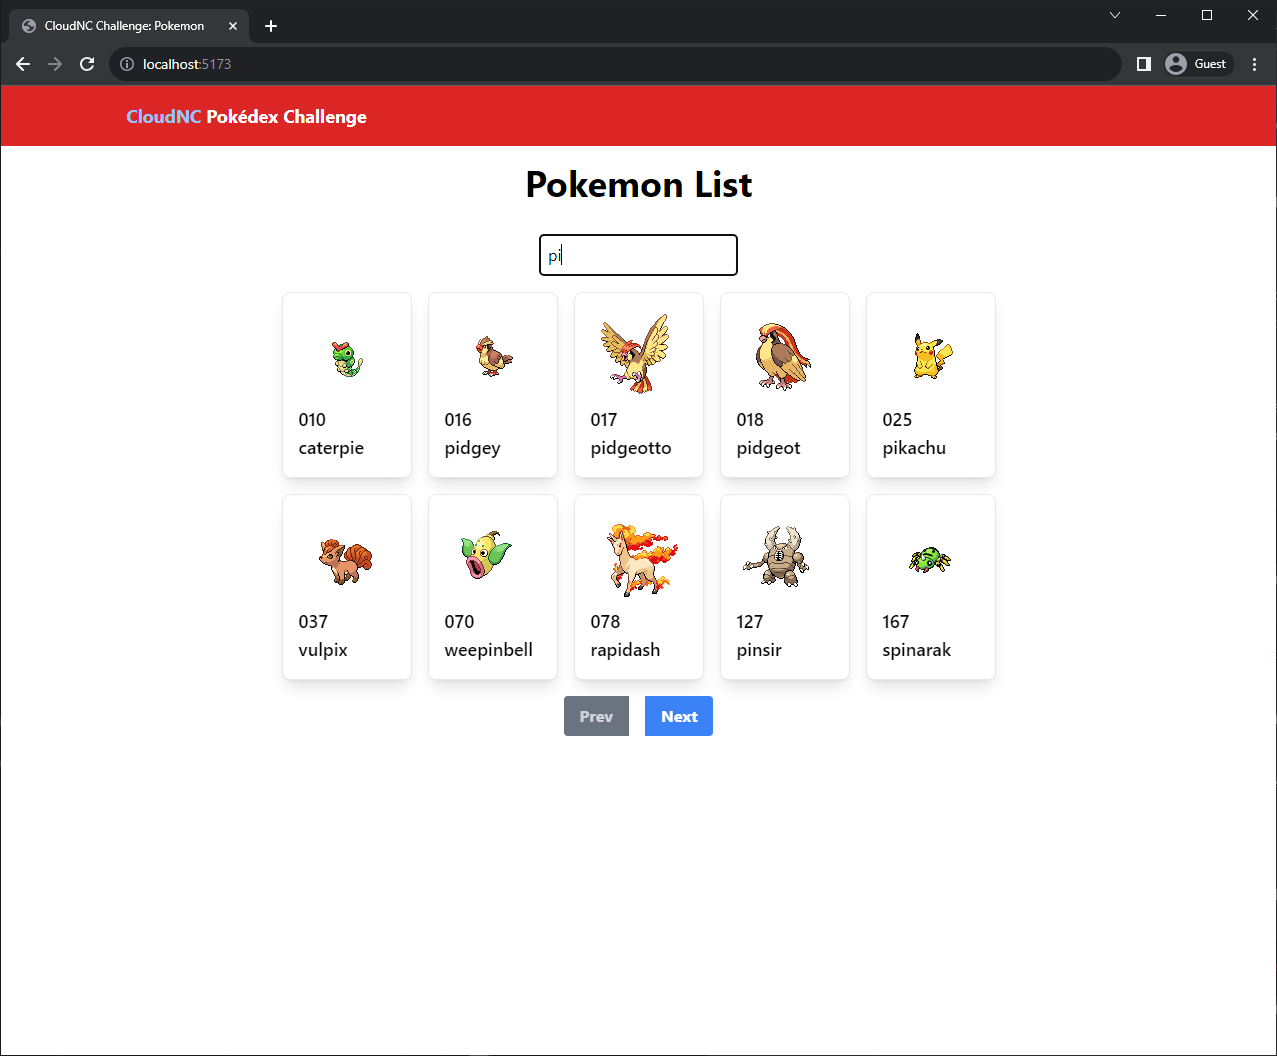 CloudNC Challenge: Pokemon
localhost:5173
Guest
CloudNC Pokédex Challenge
Pokemon List
pi
010
caterpie
016
pidgey
017
pidgeotto
018
pidgeot
025
pikachu
037
vulpix
070
weepinbell
078
rapidash
127
pinsir
167
spinarak
Prev
Next